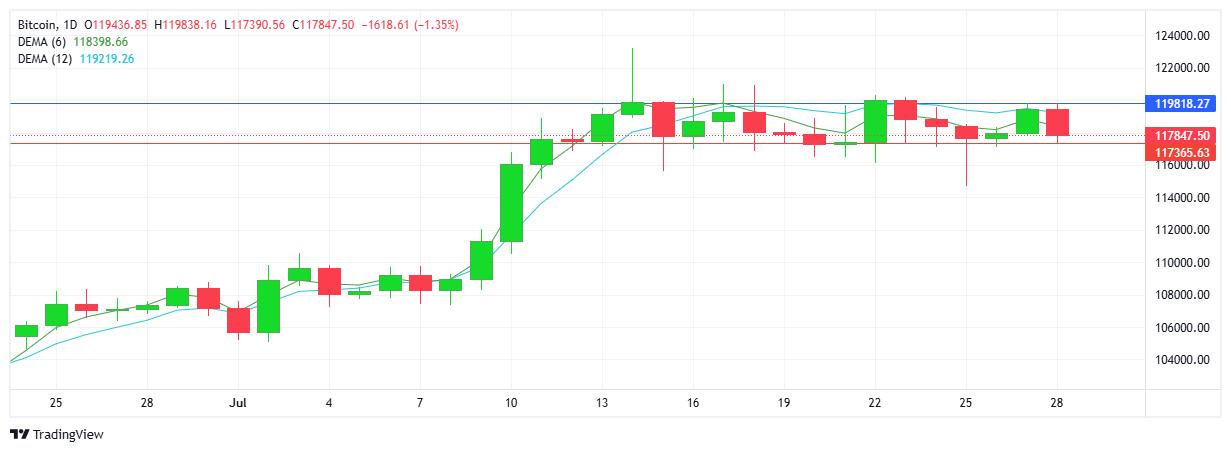 Bitcoin, 1D O119436.85 H119838.16 L117390.56 C117847.50 −1618.61 (−1.35%)
DEMA (6) 118398.66
DEMA (12) 119219.26
124000.00
122000.00
119818.27
117847.50
117365.63
116000.00
114000.00
112000.00
110000.00
108000.00
106000.00
104000.00
25 28 Jul 4 7 10 13 16 19 22 25 28
TradingView